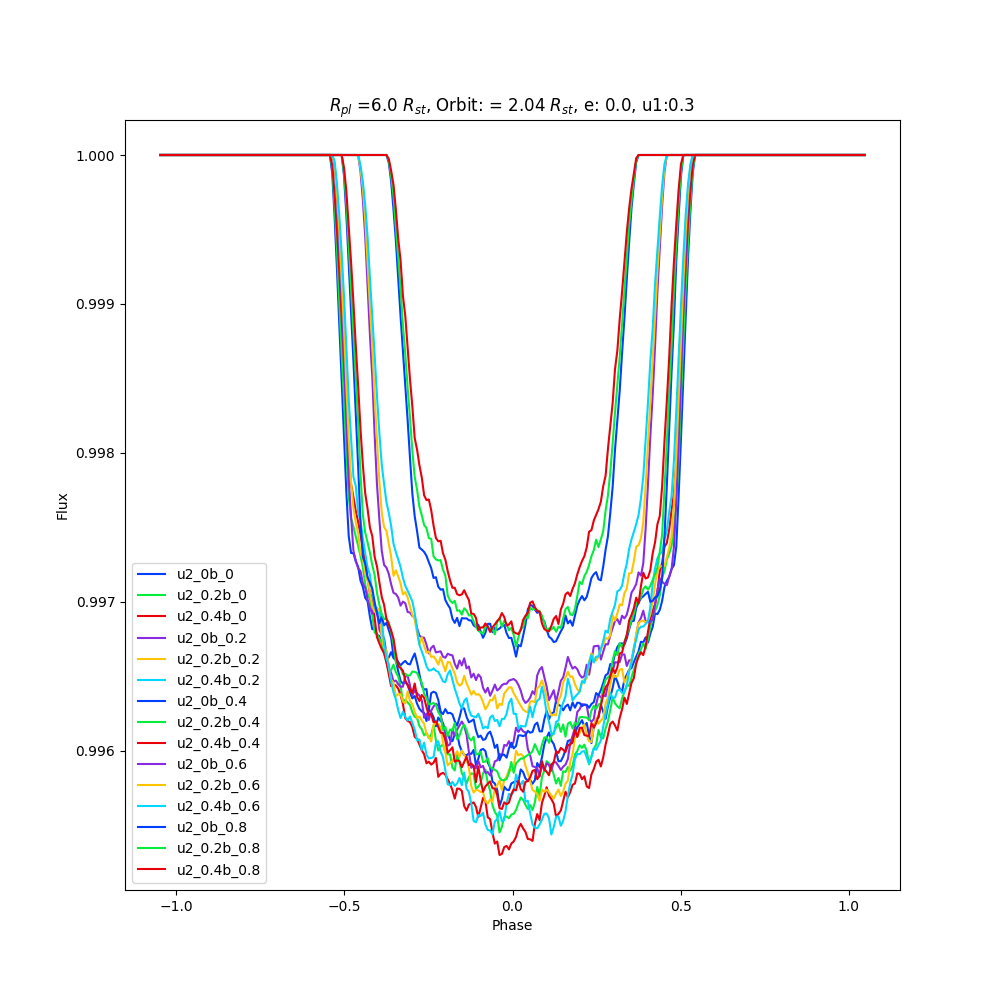 R_pl =6.0 R_st, Orbit: = 2.04 R_st, e: 0.0, u1:0.3
1.000
0.999
0.998
0.997
0.996
Flux
u2_0b_0
u2_0.2b_0
u2_0.4b_0
u2_0b_0.2
u2_0.2b_0.2
u2_0.4b_0.2
u2_0b_0.4
u2_0.2b_0.4
u2_0.4b_0.4
u2_0b_0.6
u2_0.2b_0.6
u2_0.4b_0.6
u2_0b_0.8
u2_0.2b_0.8
u2_0.4b_0.8
−1.0 −0.5 0.0 0.5 1.0
Phase